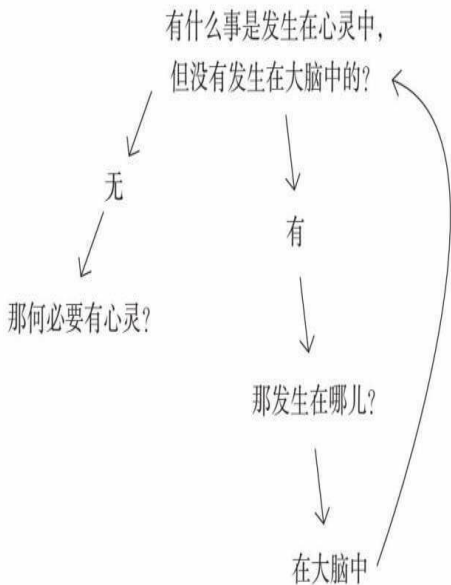 有什么事是发生在心灵中，
但没有发生在大脑中的？
无
有
那何必要有心灵？
那发生在哪儿？
在大脑中